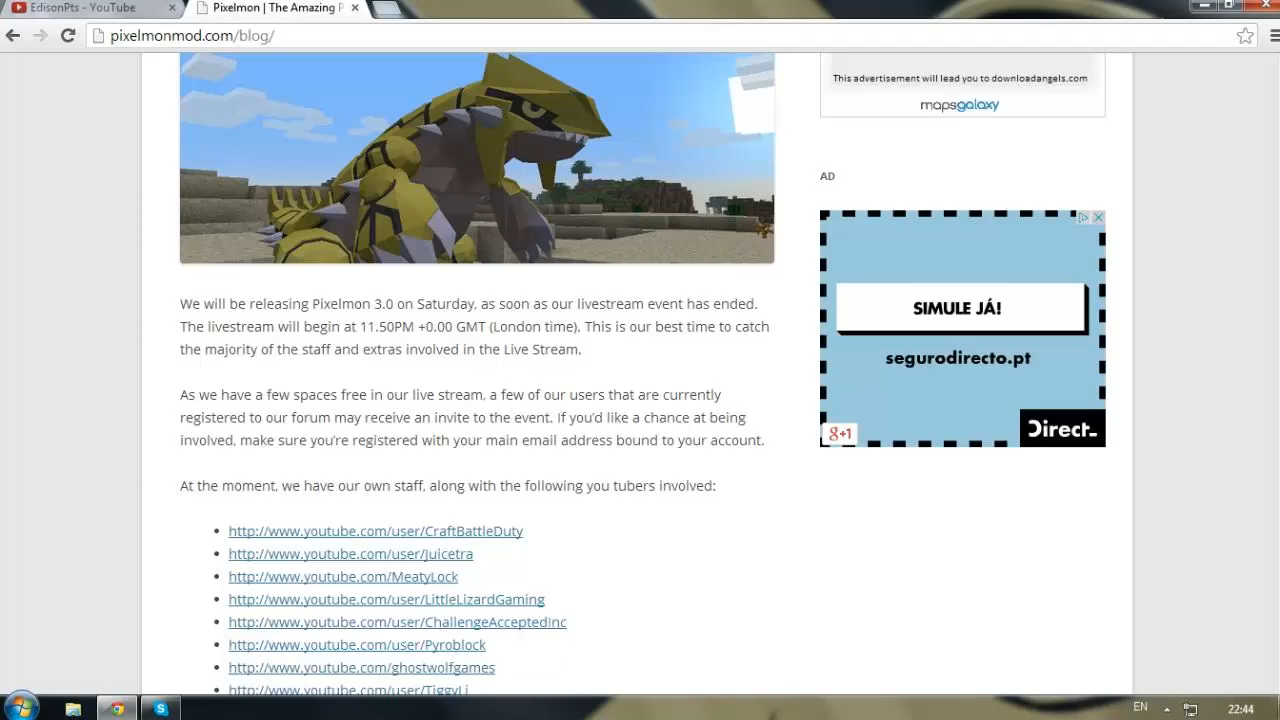 EdisonPts - YouTube
Pixelmon | The Amazing P
pixelmonmod.com/blog/
This advertisement will lead you to downloadangels.com
mapsgalaxy
AD
SIMULE JÁ!
segurodirecto.pt
Direct_
g+1
We will be releasing Pixelmon 3.0 on Saturday, as soon as our livestream event has ended.
The livestream will begin at 11.50PM +0.00 GMT (London time). This is our best time to catch
the majority of the staff and extras involved in the Live Stream.
As we have a few spaces free in our live stream, a few of our users that are currently
registered to our forum may receive an invite to the event. If you'd like a chance at being
involved, make sure you're registered with your main email address bound to your account.
At the moment, we have our own staff, along with the following you tubers involved:
http://www.youtube.com/user/CraftBattleDuty
http://www.youtube.com/user/Juicetra
http://www.youtube.com/MeatyLock
http://www.youtube.com/user/LittleLizardGaming
http://www.youtube.com/user/ChallengeAcceptedInc
http://www.youtube.com/user/Pyroblock
http://www.youtube.com/ghostwolfgames
http://www.youtube.com/user/TiggyLi
EN
22:44